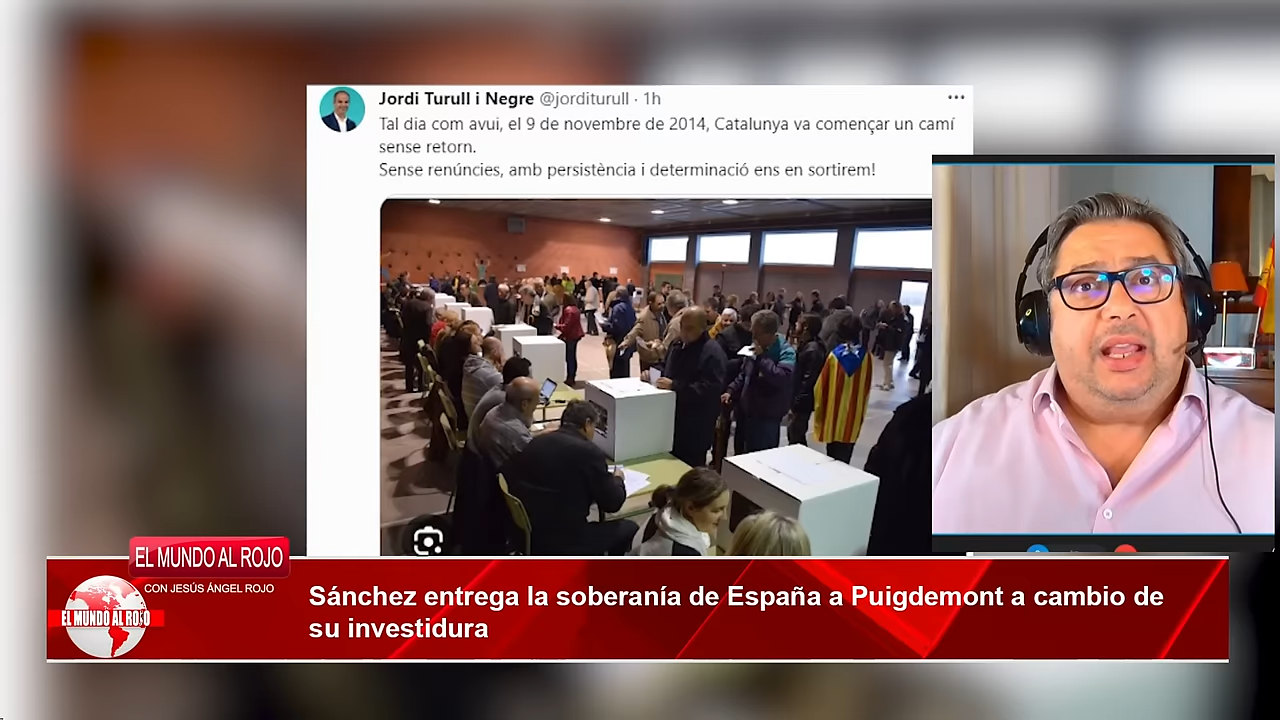 Jordi Turull i Negre @jorditurull · 1h
Tal dia com avui, el 9 de novembre de 2014, Catalunya va començar un camí
sense retorn.
Sense renúncies, amb persistència i determinació ens en sortirem!
EL MUNDO AL ROJO
CON JESÚS ÁNGEL ROJO
EL MUNDO AL ROJO
Sánchez entrega la soberanía de España a Puigdemont a cambio de
su investidura